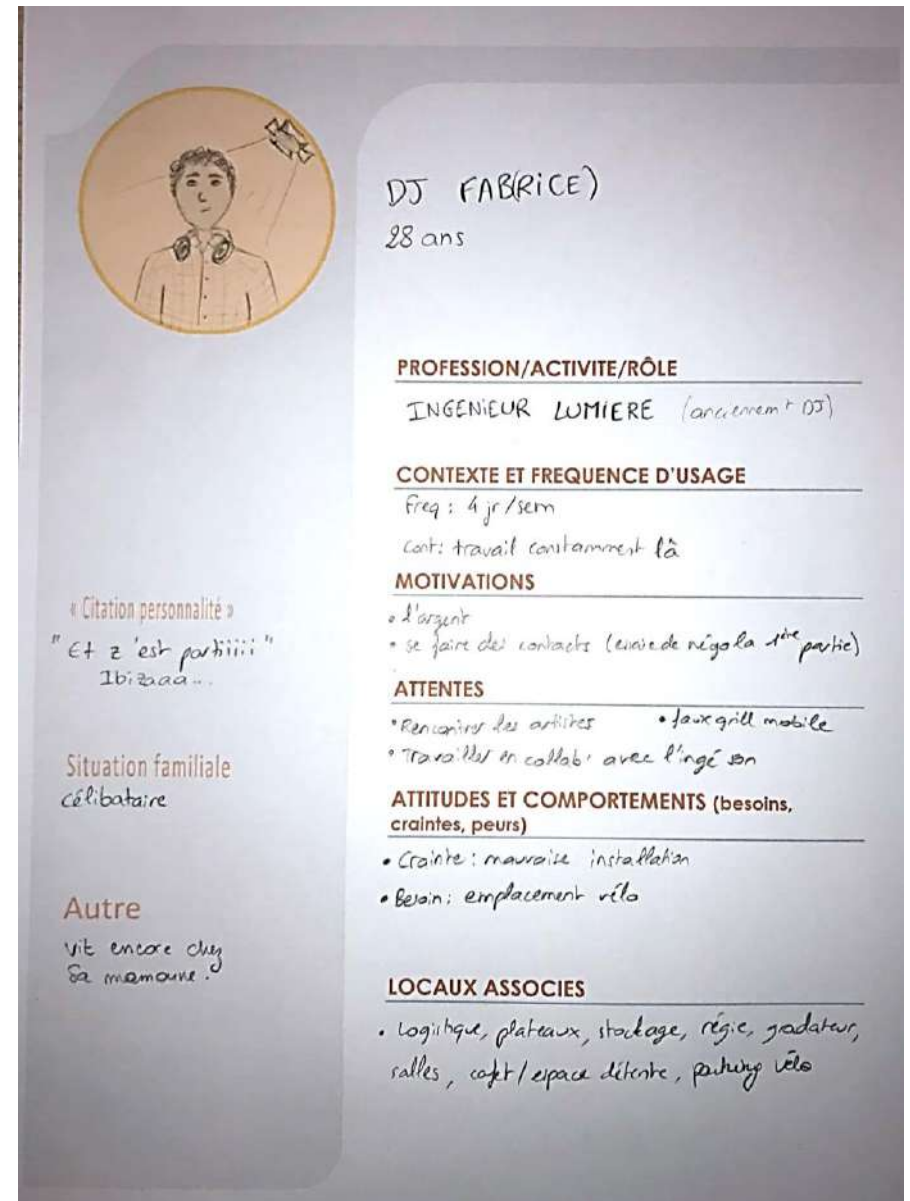 DJ FAB(RICE)
28 ans
PROFESSION/ACTIVITE/RÔLE
INGENIEUR LUMIERE (anciennemt DJ)
CONTEXTE ET FREQUENCE D'USAGE
Freq : 4 jr/sem
Cont: travail constamment là
MOTIVATIONS
• l'argent
• se faire des contacts (envie de négo la 1ère partie)
ATTENTES
• Rencontrer les artistes • faux grill mobile
• Travailler en collab' avec l'ingé son
ATTITUDES ET COMPORTEMENTS (besoins,
craintes, peurs)
• Crainte : mauvaise installation
• Besoin : emplacement vélo
LOCAUX ASSOCIES
• Logistique, plateaux, stockage, régie, gradateur,
salles, cafet/espace détente, parking vélo
« Citation personnalité »
"Et z'est partiiiii"
Ibizaaa...
Situation familiale
célibataire
Autre
Vit encore chez
Sa mamoune.